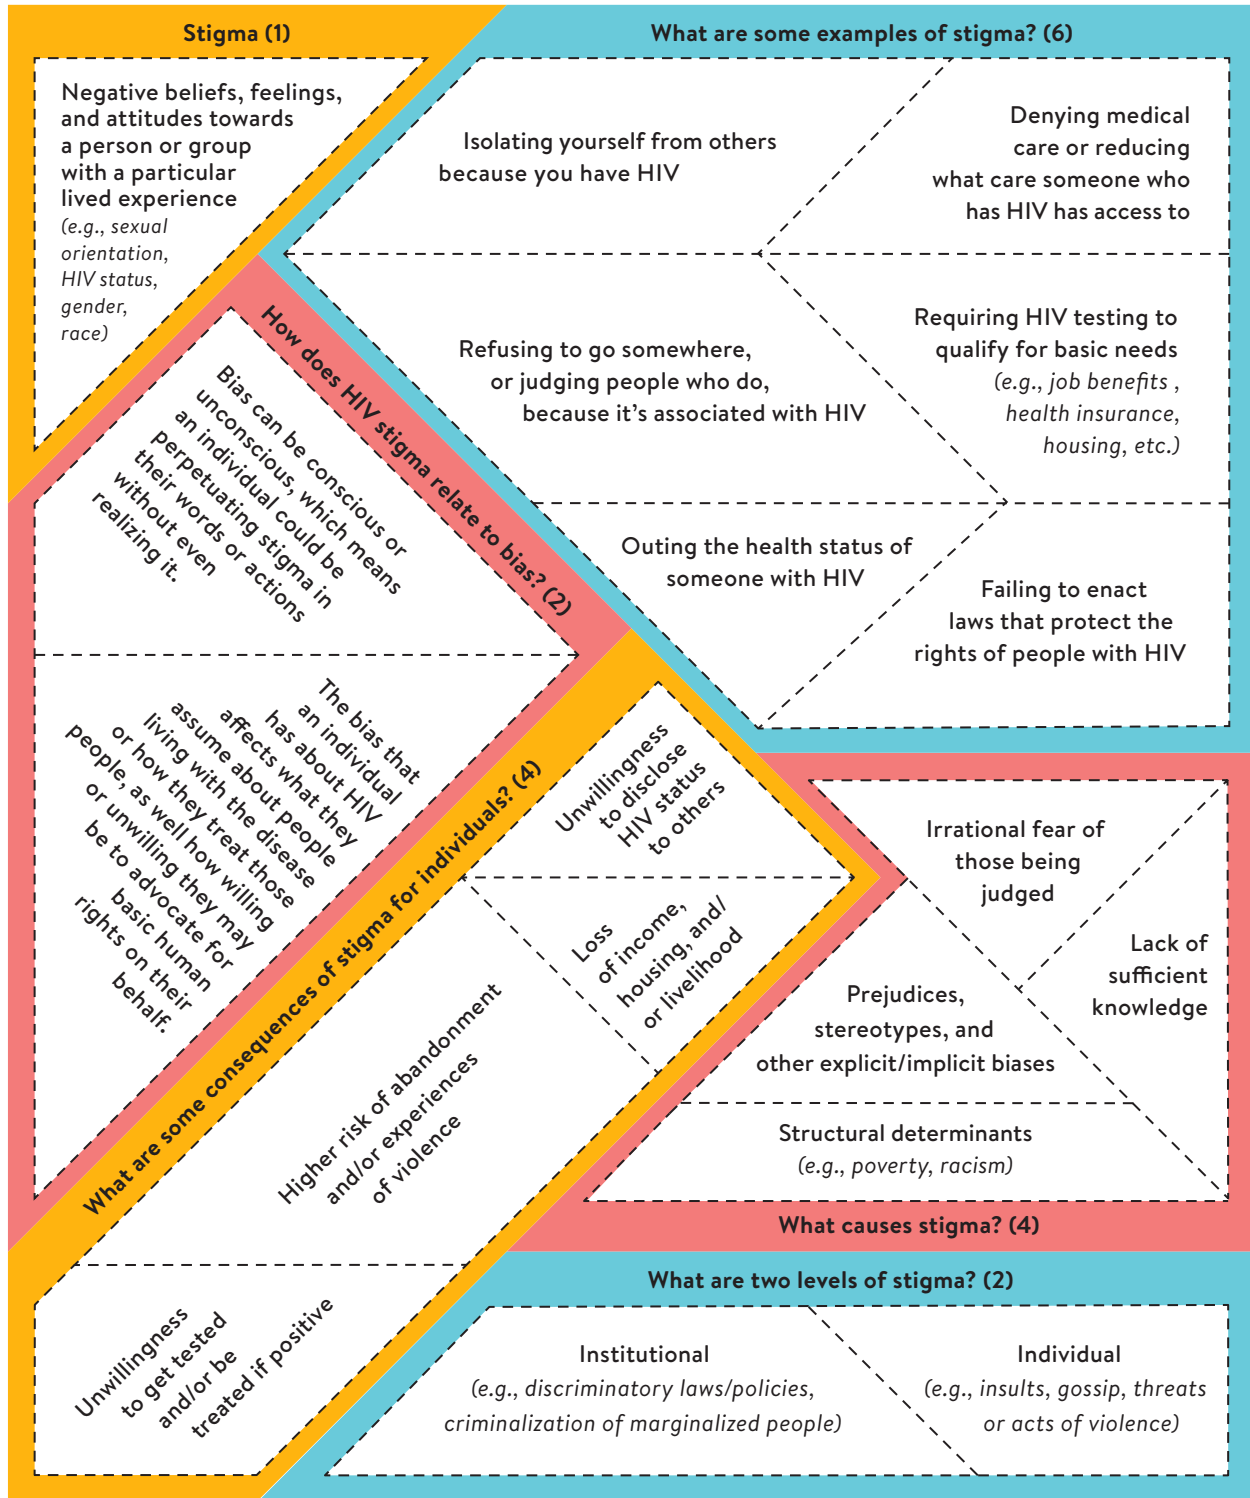 Stigma (1)
Negative beliefs, feelings,
and attitudes towards
a person or group
with a particular
lived experience
(e.g., sexual
orientation,
HIV status,
gender,
race)
What are some examples of stigma? (6)
Isolating yourself from others
because you have HIV
Denying medical
care or reducing
what care someone who
has HIV has access to
Refusing to go somewhere,
or judging people who do,
because it's associated with HIV
Requiring HIV testing to
qualify for basic needs
(e.g., job benefits ,
health insurance,
housing, etc.)
Outing the health status of
someone with HIV
Failing to enact
laws that protect the
rights of people with HIV
How does HIV stigma relate to bias? (2)
Bias can be conscious or
unconscious, which means
an individual could be
perpetuating stigma in
their words or actions
without even
realizing it.
The bias that
an individual
has about HIV
affects what they
assume about people
living with the disease
or how they treat those
people, as well how willing
or unwilling they may
be to advocate for
basic human
rights on their
behalf.
What are some consequences of stigma for individuals? (4)
Unwillingness
to disclose
HIV status
to others
Loss
of income,
housing, and/
or livelihood
Higher risk of abandonment
and/or experiences
of violence
Unwillingness
to get tested
and/or be
treated if positive
Irrational fear of
those being
judged
Lack of
sufficient
knowledge
Prejudices,
stereotypes, and
other explicit/implicit biases
Structural determinants
(e.g., poverty, racism)
What causes stigma? (4)
What are two levels of stigma? (2)
Institutional
(e.g., discriminatory laws/policies,
criminalization of marginalized people)
Individual
(e.g., insults, gossip, threats
or acts of violence)